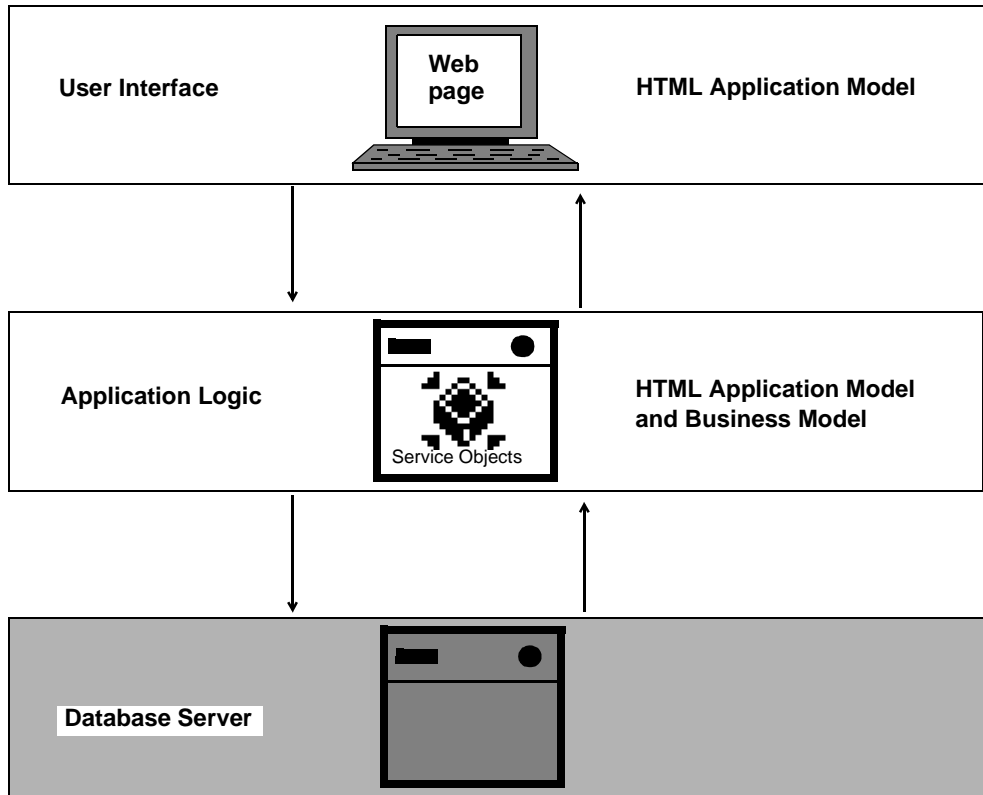 User Interface
Web
page
HTML Application Model
Application Logic
Service Objects
HTML Application Model
and Business Model
Database Server